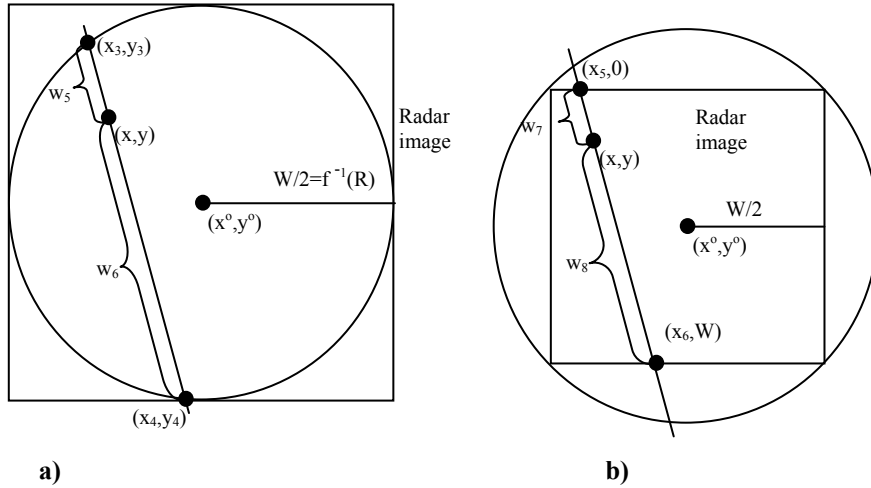 (x₃,y₃)
w₅
(x,y)
Radar
image
W/2=f⁻¹(R)
(xº,yº)
w₆
(x₄,y₄)
a)
(x₅,0)
w₇
Radar
image
(x,y)
W/2
(xº,yº)
w₈
(x₆,W)
b)